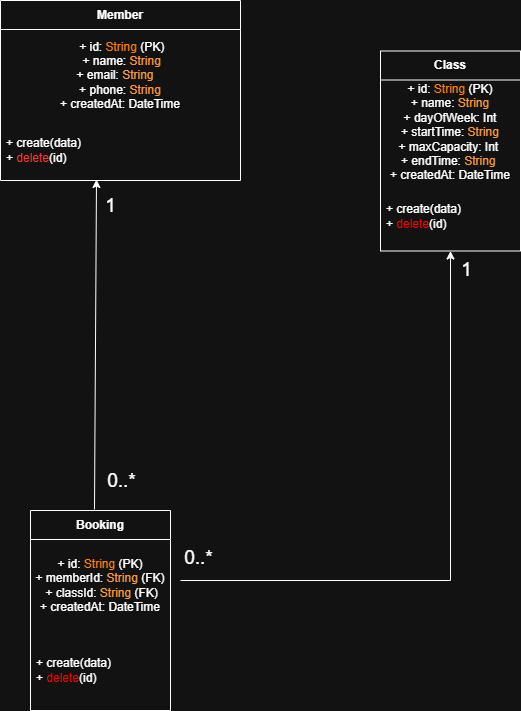 Member
+ id: String (PK)
+ name: String
+ email: String
+ phone: String
+ createdAt: DateTime
+ create(data)
+ delete(id)
1
Class
+ id: String (PK)
+ name: String
+ dayOfWeek: Int
+ startTime: String
+ maxCapacity: Int
+ endTime: String
+ createdAt: DateTime
+ create(data)
+ delete(id)
1
0..*
Booking
+ id: String (PK)
+ memberId: String (FK)
+ classId: String (FK)
+ createdAt: DateTime
+ create(data)
+ delete(id)
0..*